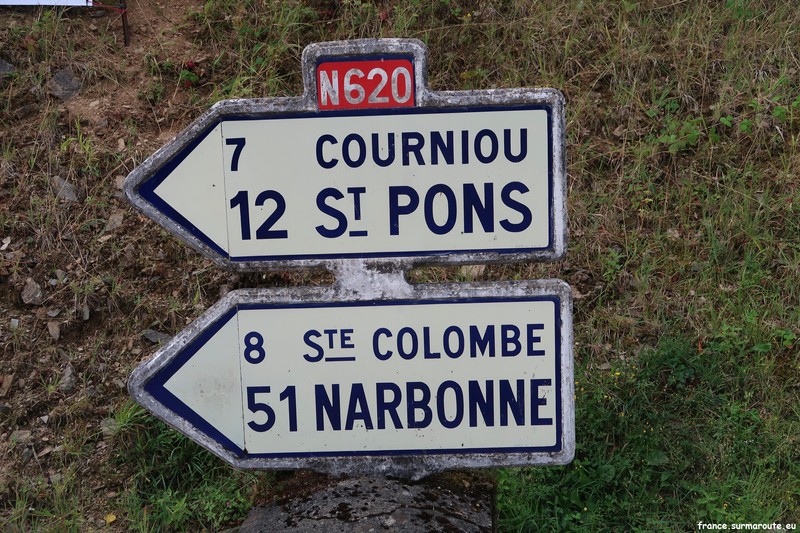 N620
7 COURNIOU
12 ST PONS
8 STE COLOMBE
51 NARBONNE
france.surmaroute.eu